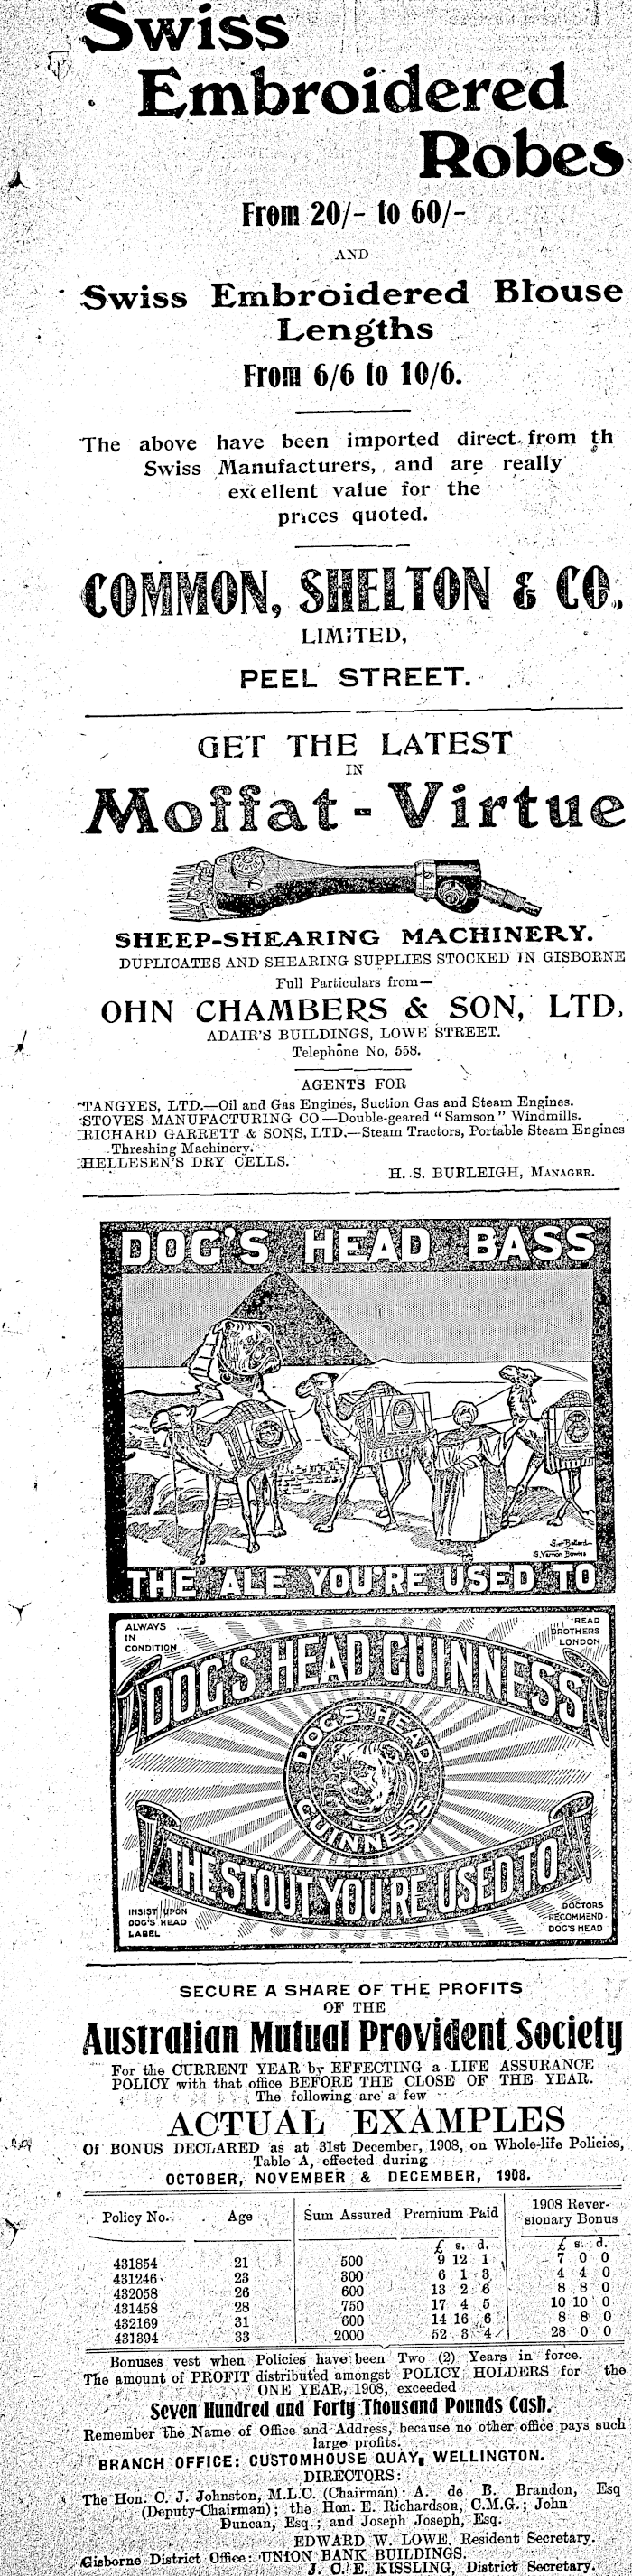 Swiss
Embroidered
Robes
From 20/- to 60/-
AND
Swiss Embroidered Blouse
Lengths
From 6/6 to 10/6.
The above have been imported direct from th
Swiss Manufacturers, and are really
excellent value for the
prices quoted.
COMMON, SHELTON & CO,
LIMITED,
PEEL STREET.
GET THE LATEST
IN
Moffat-Virtue
SHEEP-SHEARING MACHINERY.
DUPLICATES AND SHEARING SUPPLIES STOCKED IN GISBORNE
Full Particulars from—
OHN CHAMBERS & SON, LTD,
ADAIR'S BUILDINGS, LOWE STREET.
Telephone No, 558.
AGENTS FOR
TANGYES, LTD.—Oil and Gas Engines, Suction Gas and Steam Engines.
STOVES MANUFACTURING CO—Double-geared "Samson" Windmills.
RICHARD GARRETT & SONS, LTD.—Steam Tractors, Portable Steam Engines
Threshing Machinery.
HELLESEN'S DRY CELLS.
H. S. BURLEIGH, MANAGER.
DOG'S HEAD BASS
S. Vernon Bownes
THE ALE YOU'RE USED TO
ALWAYS
IN
CONDITION
READ
BROTHERS
LONDON
DOG'S HEAD GUINNESS
DOG'S HEAD
GUINNESS
THE STOUT YOU'RE USED TO
INSIST UPON
DOG'S HEAD
LABEL
DOCTORS
RECOMMEND
DOG'S HEAD
SECURE A SHARE OF THE PROFITS
OF THE
Australian Mutual Provident Society
For the CURRENT YEAR by EFFECTING a LIFE ASSURANCE
POLICY with that office BEFORE THE CLOSE OF THE YEAR.
The following are a few
ACTUAL EXAMPLES
Of BONUS DECLARED as at 31st December, 1908, on Whole-life Policies,
Table A, effected during
OCTOBER, NOVEMBER & DECEMBER, 1908.
Policy No. Age Sum Assured Premium Paid 1908 Rever-
sionary Bonus
£ s. d. £ s. d.
431854 21 500 9 12 1 7 0 0
431246 23 300 6 1 3 4 4 0
432058 26 600 13 2 6 8 8 0
431458 28 750 17 4 5 10 10 0
432169 31 600 14 16 6 8 8 0
431394 33 2000 52 3 4 28 0 0
Bonuses vest when Policies have been Two (2) Years in force.
The amount of PROFIT distributed amongst POLICY HOLDERS for the
ONE YEAR, 1908, exceeded
Seven Hundred and Forty Thousand Pounds Cash.
Remember the Name of Office and Address, because no other office pays such
large profits.
BRANCH OFFICE: CUSTOMHOUSE QUAY, WELLINGTON.
DIRECTORS:
The Hon. C. J. Johnston, M.L.C. (Chairman): A. de B. Brandon, Esq
(Deputy-Chairman); the Hon. E. Richardson, C.M.G.; John
Duncan, Esq.; and Joseph Joseph, Esq.
EDWARD W. LOWE, Resident Secretary.
Gisborne District Office: UNION BANK BUILDINGS.
J. O. E. KISSLING, District Secretary.